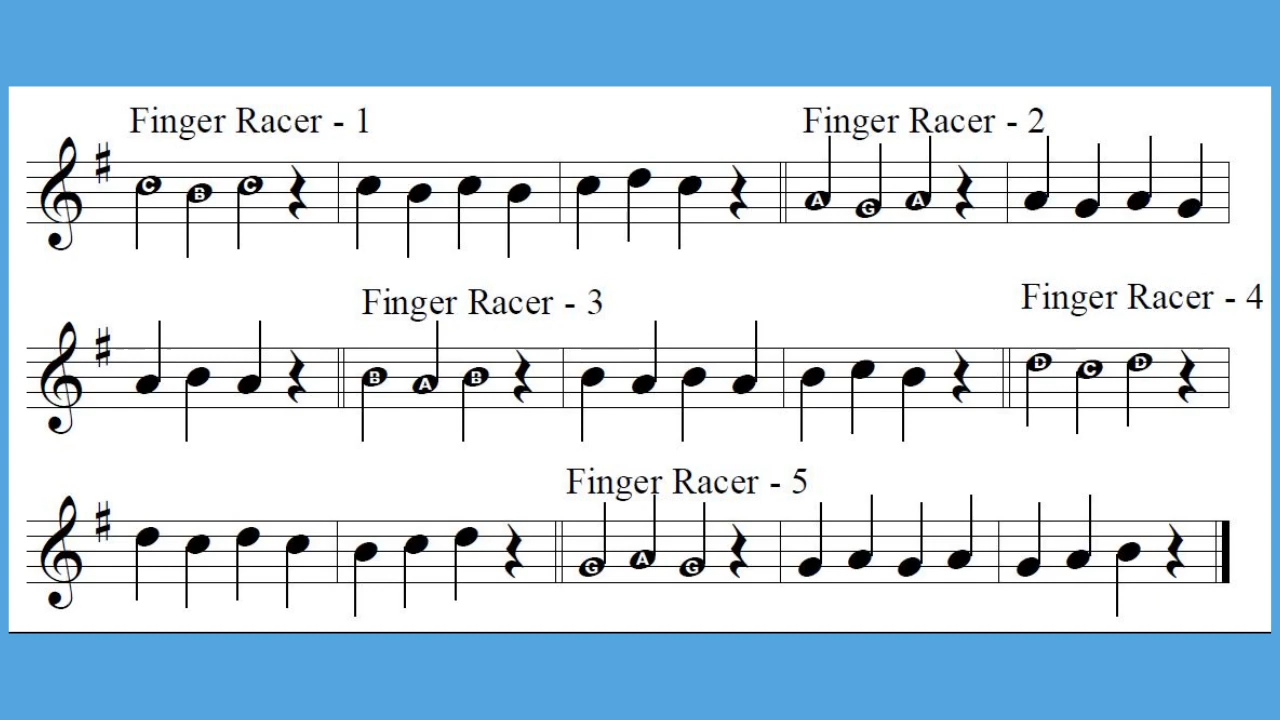 Finger Racer - 1 Finger Racer - 2
C B C A G A
Finger Racer - 3 Finger Racer - 4
B A B D C D
Finger Racer - 5
G A G